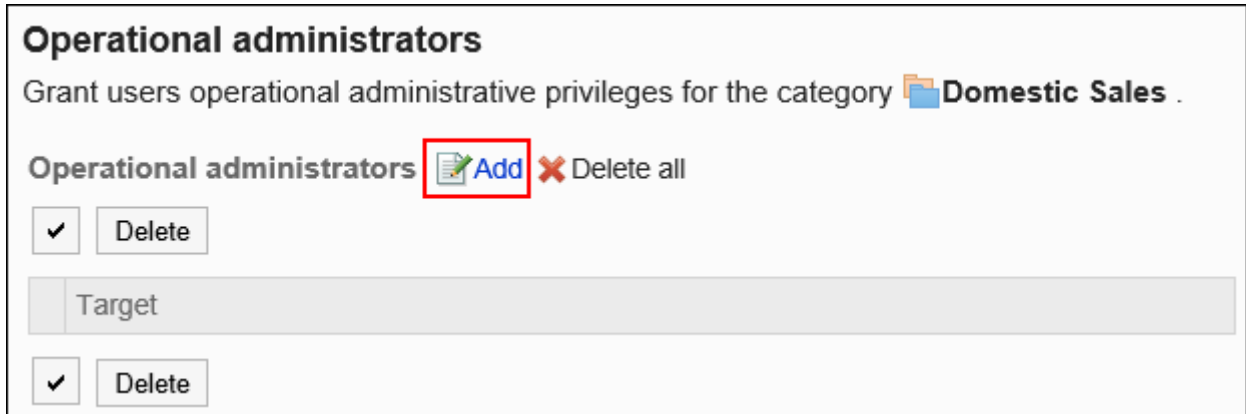 Operational administrators
Grant users operational administrative privileges for the category Domestic Sales .
Operational administrators Add Delete all
Delete
Target
Delete